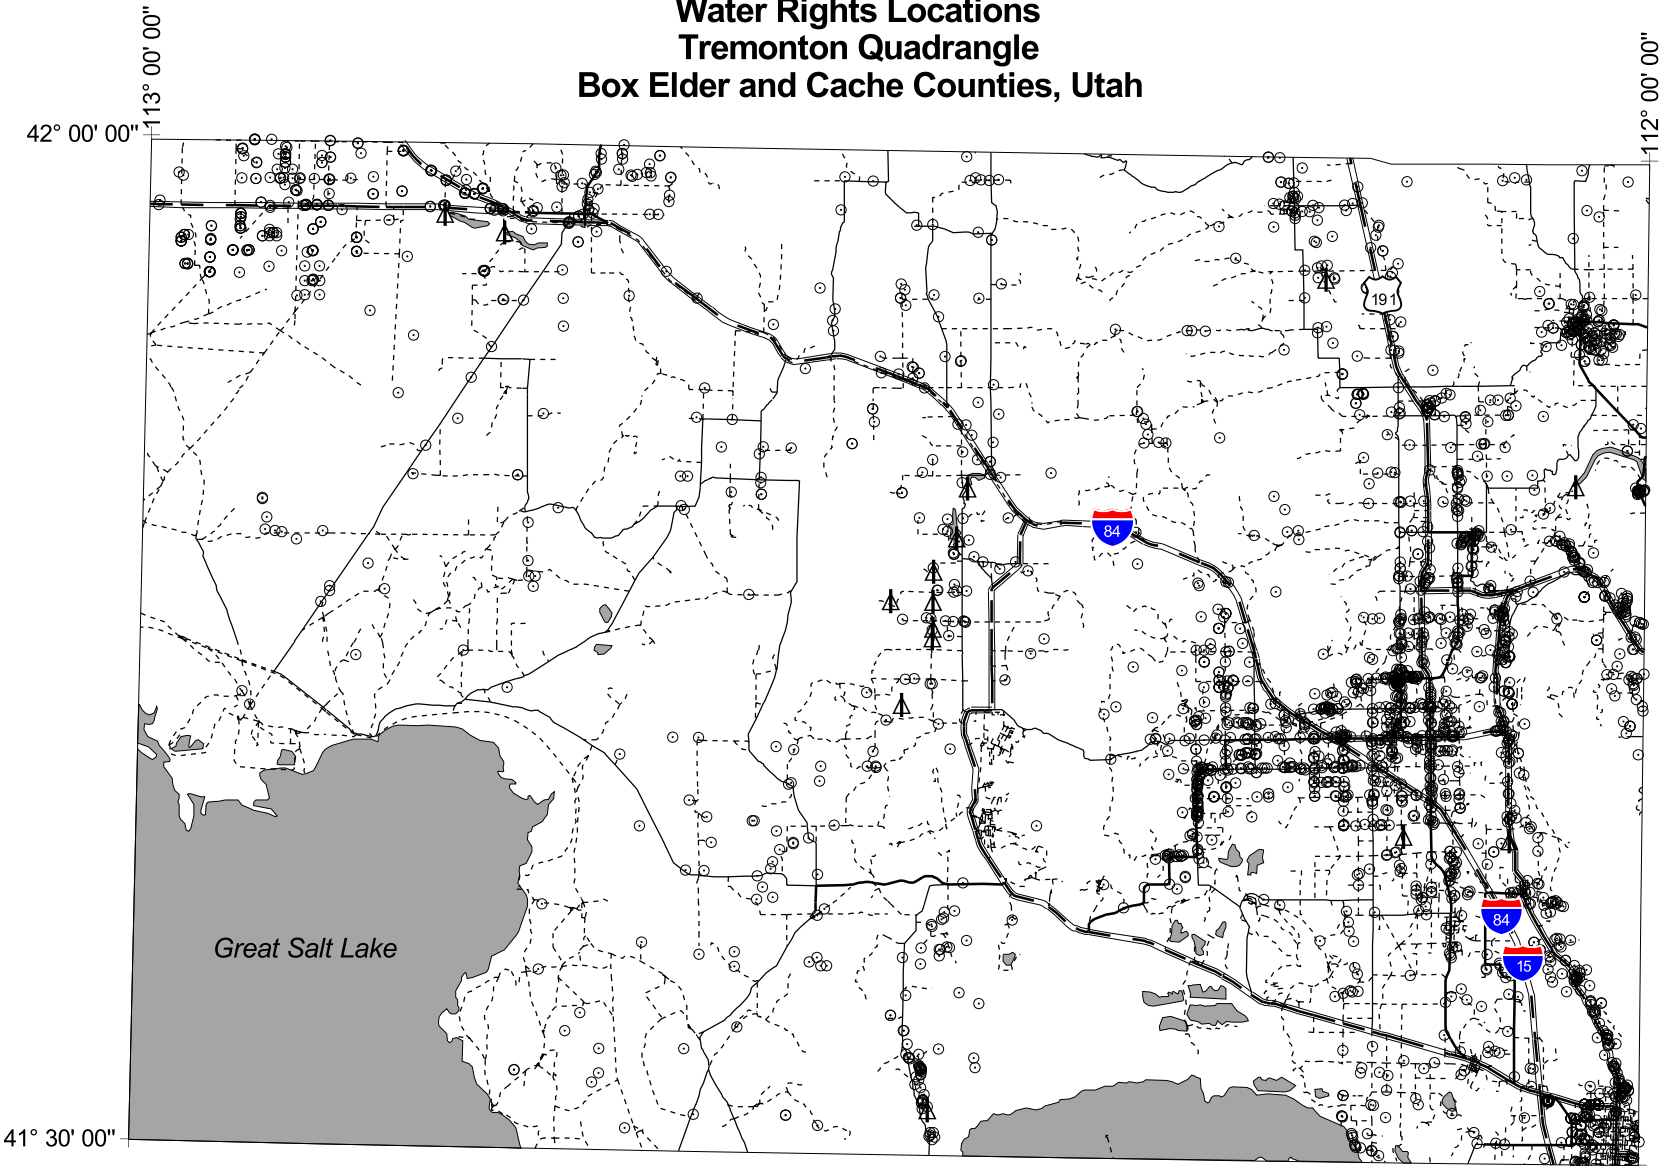 Water Rights Locations
Tremonton Quadrangle
Box Elder and Cache Counties, Utah
113° 00' 00"
112° 00' 00"
42° 00' 00"
191
84
84
Great Salt Lake
15
41° 30' 00"